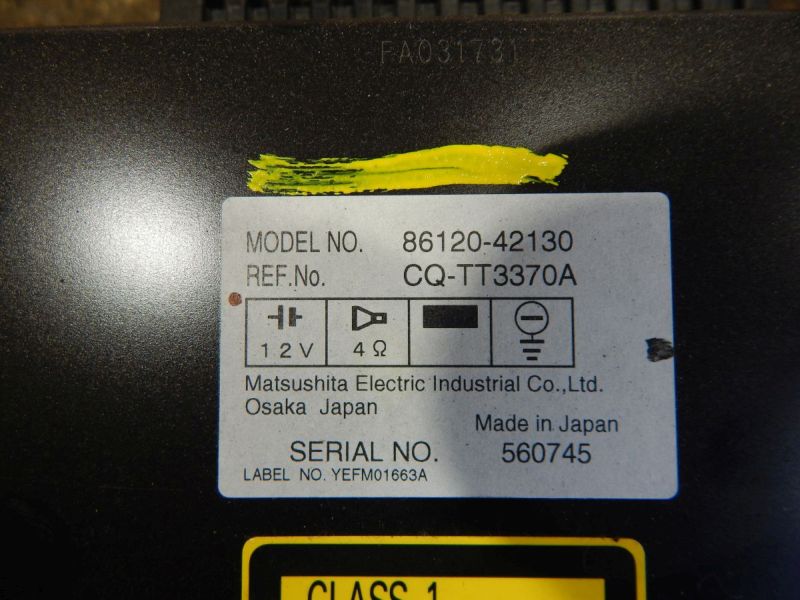 PA031731
MODEL NO. 86120-42130
REF.No. CQ-TT3370A
12V 4Ω
Matsushita Electric Industrial Co.,Ltd.
Osaka Japan
Made in Japan
SERIAL NO. 560745
LABEL NO. YEFM01663A
CLASS 1